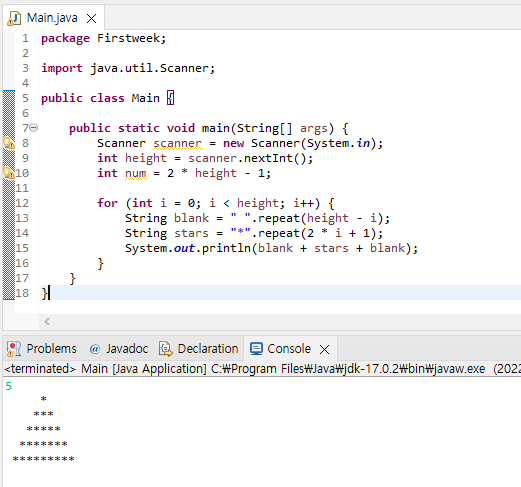 Main.java
1 package Firstweek;
2
3 import java.util.Scanner;
4
5 public class Main {
6
7 public static void main(String[] args) {
8 Scanner scanner = new Scanner(System.in);
9 int height = scanner.nextInt();
10 int num = 2 * height - 1;
11
12 for (int i = 0; i < height; i++) {
13 String blank = " ".repeat(height - i);
14 String stars = "*".repeat(2 * i + 1);
15 System.out.println(blank + stars + blank);
16 }
17 }
18 }
Problems @ Javadoc Declaration Console
<terminated> Main [Java Application] C:₩Program Files₩Java₩jdk-17.0.2₩bin₩javaw.exe (2022
5
     *
    ***
   *****
  *******
 *********